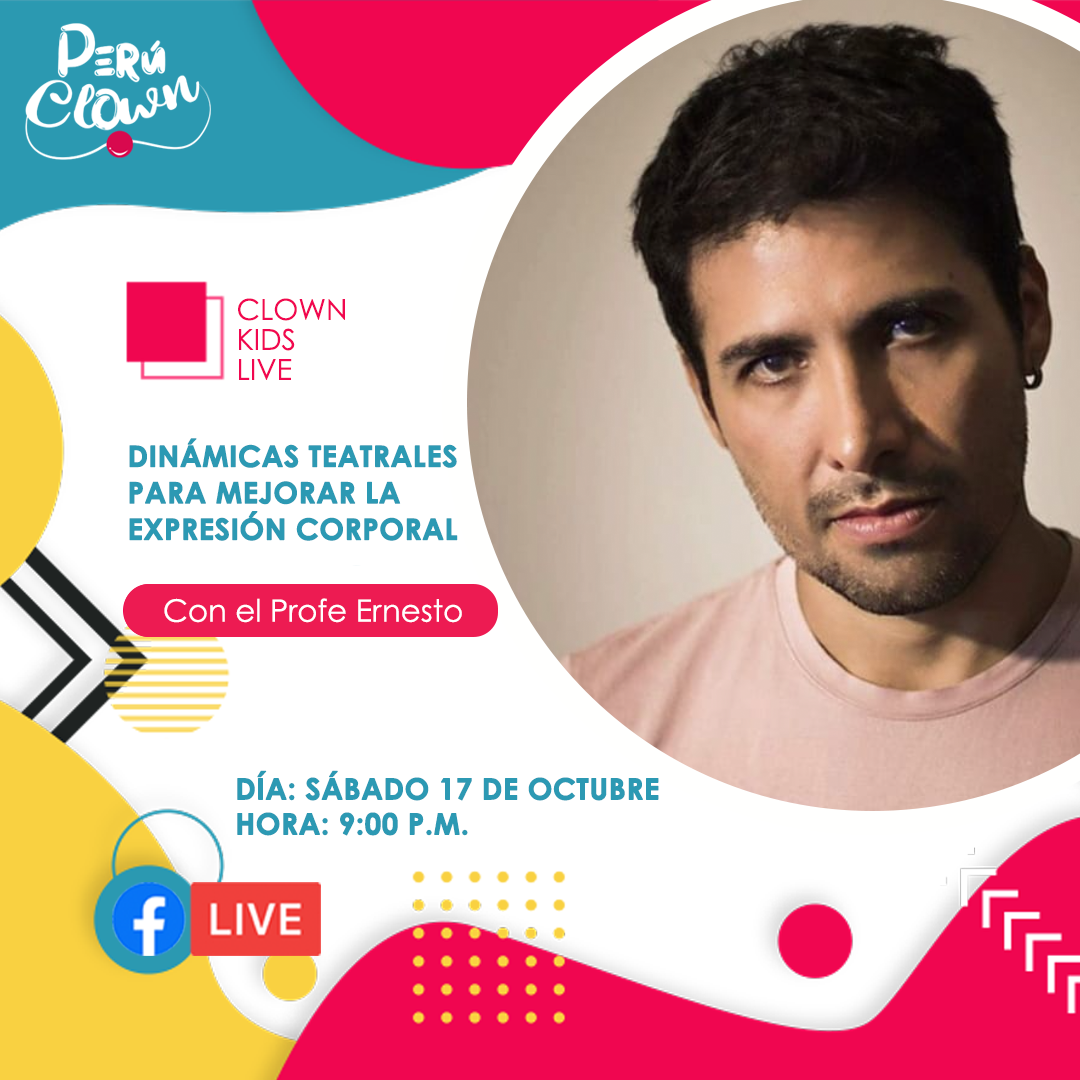 PERÚ
Clown
CLOWN
KIDS
LIVE
DINÁMICAS TEATRALES
PARA MEJORAR LA
EXPRESIÓN CORPORAL
Con el Profe Ernesto
DÍA: SÁBADO 17 DE OCTUBRE
HORA: 9:00 P.M.
f LIVE